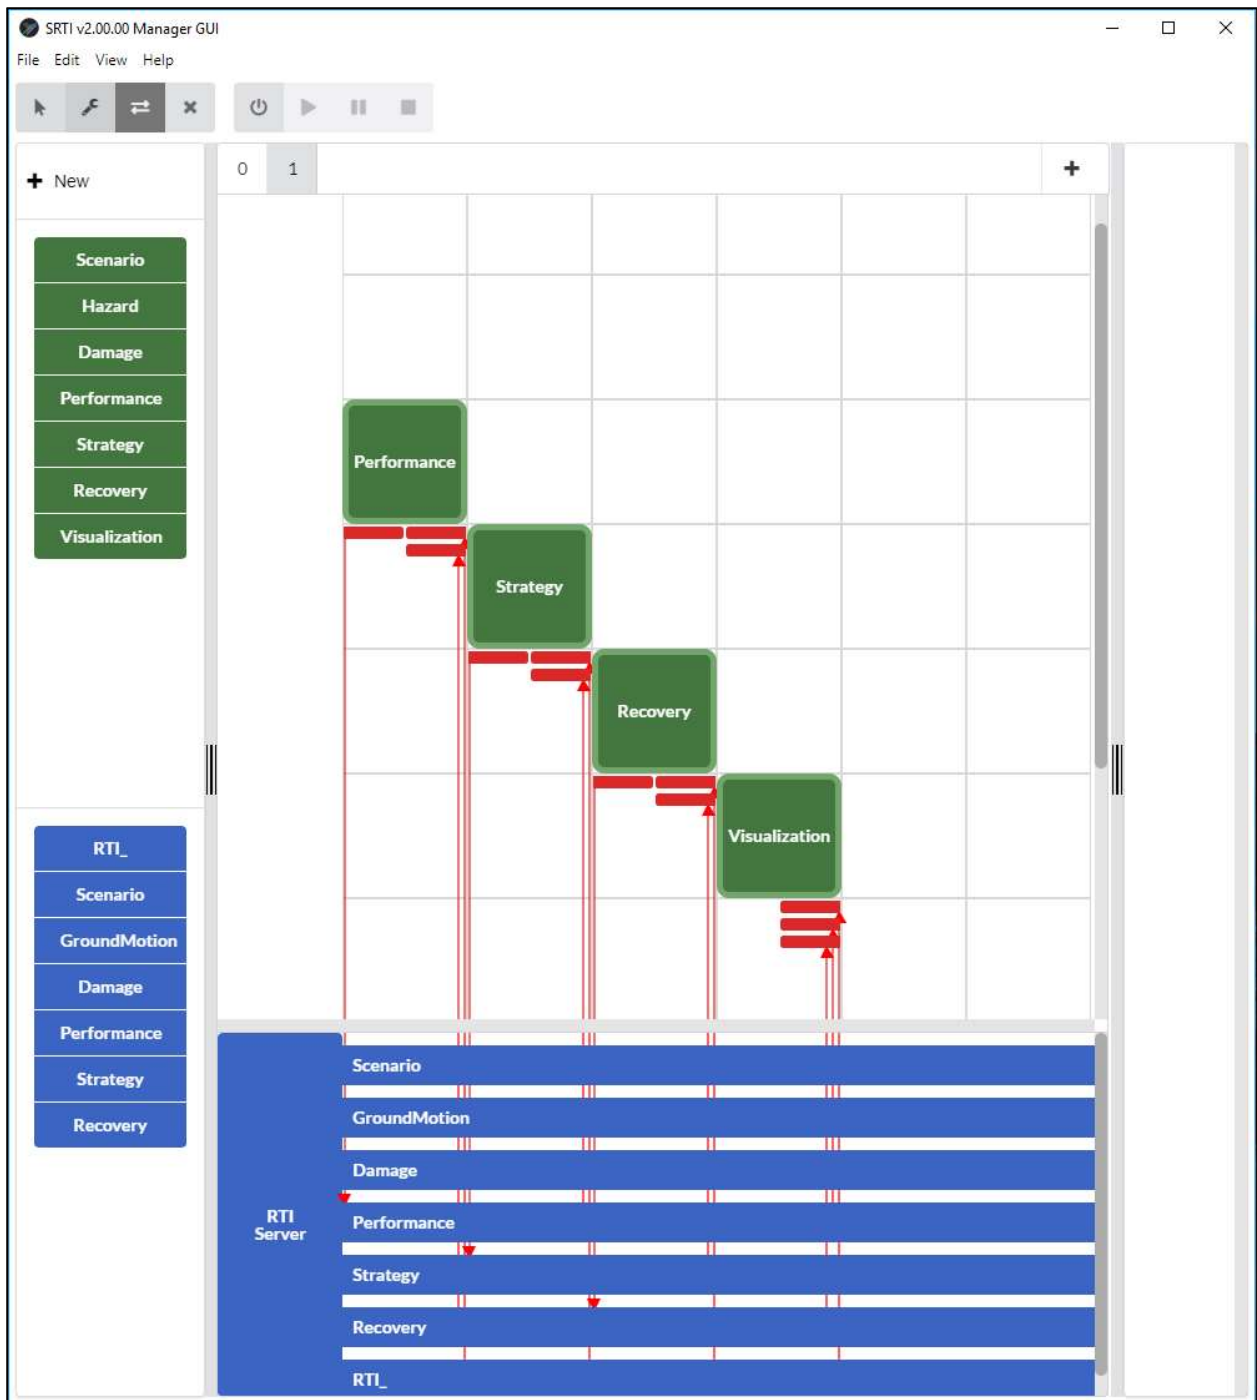 SRTI v2.00.00 Manager GUI
File Edit View Help
New
0 1
Scenario
Hazard
Damage
Performance
Strategy
Recovery
Visualization
Performance
Strategy
Recovery
Visualization
RTI_
Scenario
GroundMotion
Damage
Performance
Strategy
Recovery
RTI
Server
Scenario
GroundMotion
Damage
Performance
Strategy
Recovery
RTI_